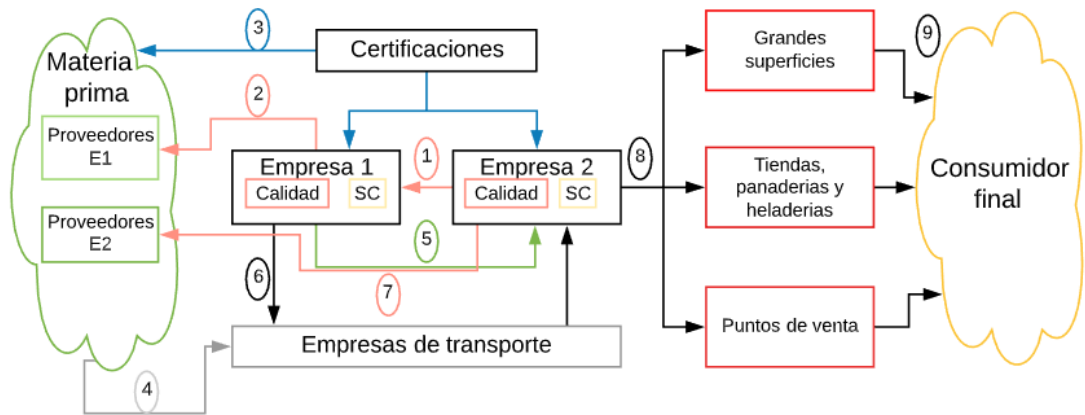 3
Certificaciones
Materia
prima
2
Proveedores
E1
Proveedores
E2
Empresa 1
Calidad
SC
1
Empresa 2
Calidad
SC
5
6
7
Empresas de transporte
4
8
Grandes
superficies
Tiendas,
panaderias y
heladerias
Puntos de venta
9
Consumidor
final